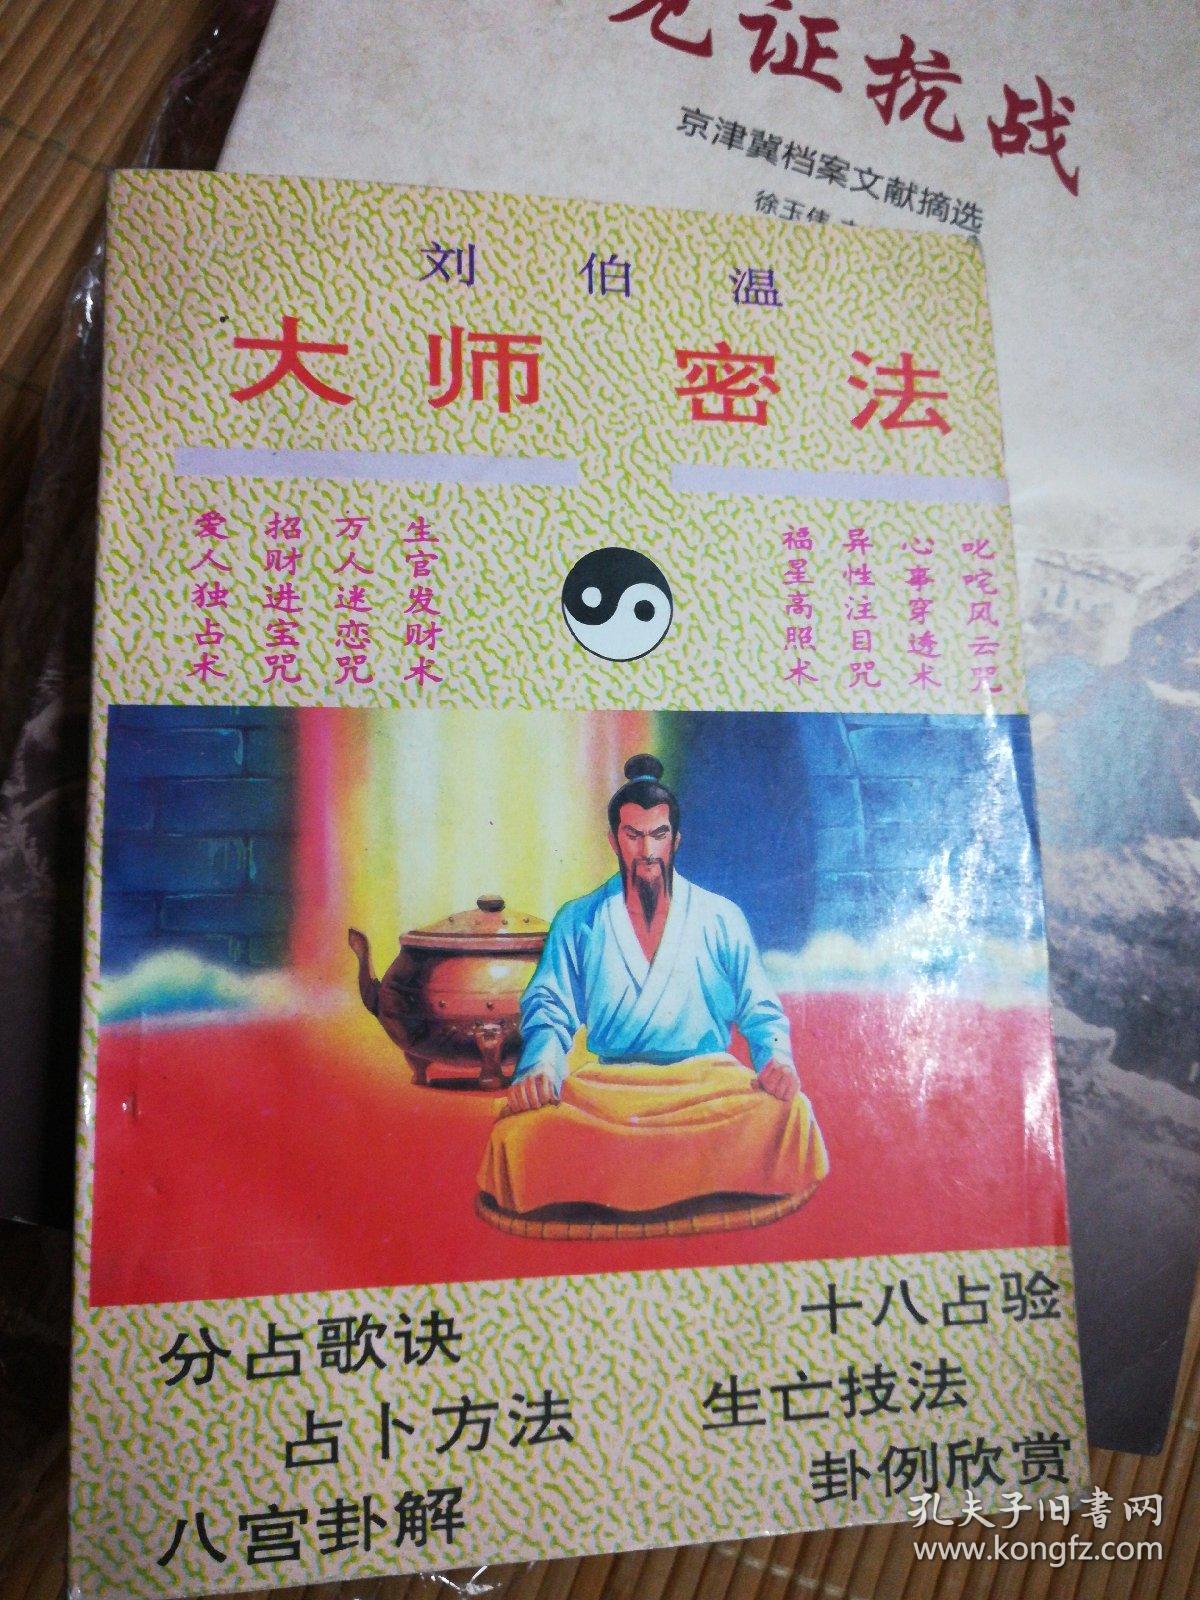 证抗战
京津冀档案文献摘选
徐玉伟
刘伯温
大师密法
爱人独占术
招财进宝咒
万人迷恋咒
生官发财术
福星高照术
异性注目咒
心事穿透术
叱咤风云咒
分占歌诀
十八占验
占卜方法
生亡技法
八宫卦解
卦例欣赏
孔夫子旧书网
www.kongfz.com